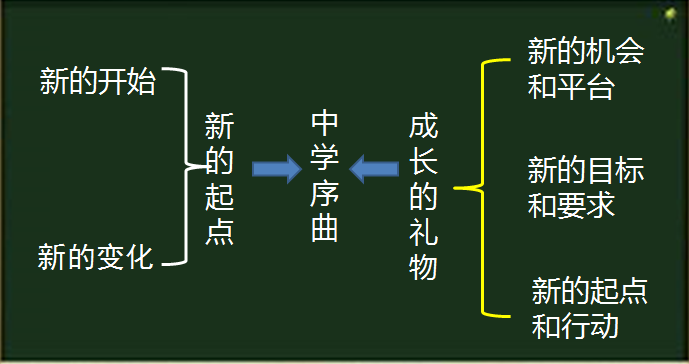 新的开始
新的变化
新的起点
中学序曲
成长的礼物
新的机会
和平台
新的目标
和要求
新的起点
和行动